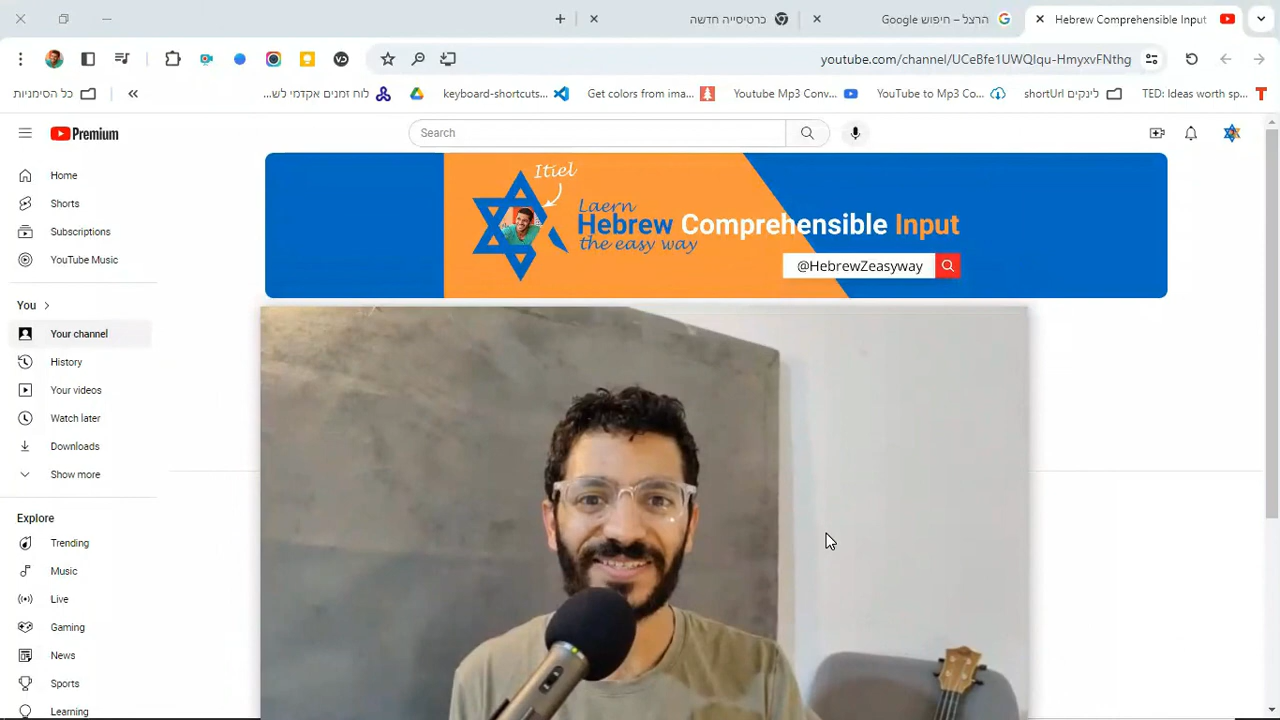 כרטיסייה חדשה
הרצל – חיפוש Google
Hebrew Comprehensible Input
youtube.com/channel/UCeBfe1UWQIqu-HmyxvFNthg
כל הסימניות
לוח זמנים אקדמי לש...
keyboard-shortcuts...
Get colors from ima...
Youtube Mp3 Conv...
YouTube to Mp3 Co...
לינקים shortUrl
TED: Ideas worth sp...
Premium
Search
Itiel
Laern
Hebrew Comprehensible Input
the easy way
@HebrewZeasyway
Home
Shorts
Subscriptions
YouTube Music
You
Your channel
History
Your videos
Watch later
Downloads
Show more
Explore
Trending
Music
Live
Gaming
News
Sports
Learning